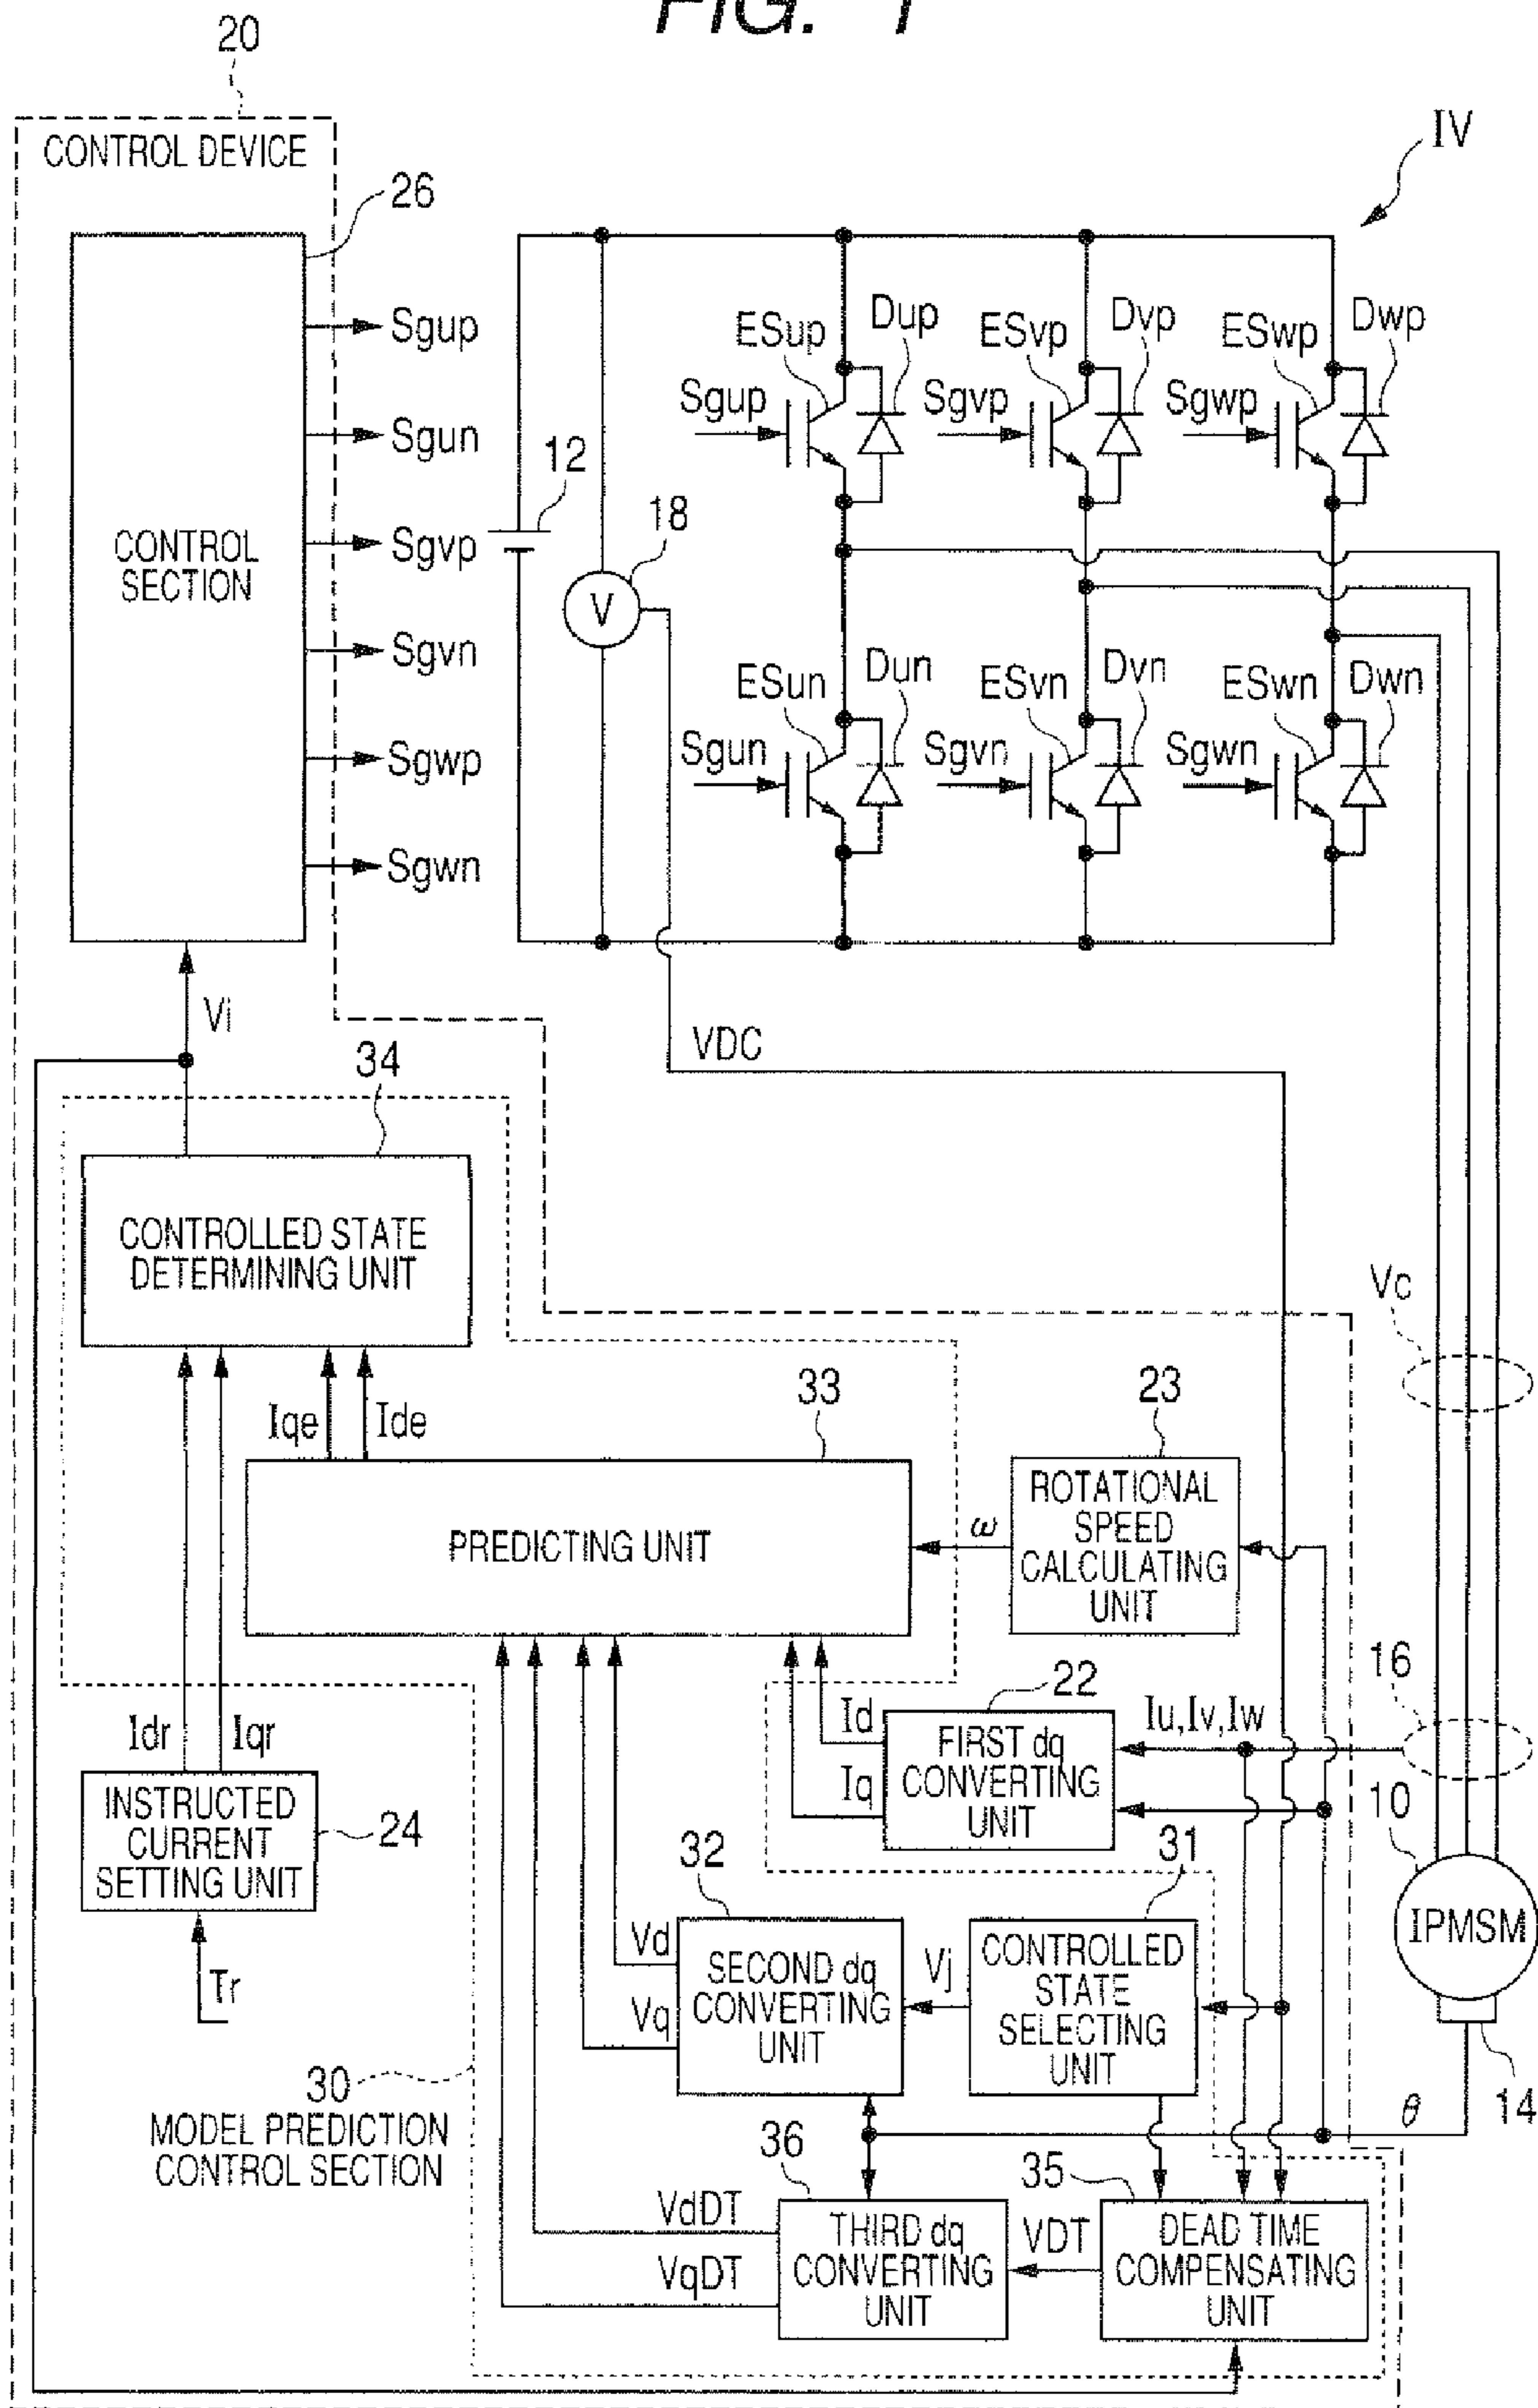 FIG. 1
20
CONTROL DEVICE
IV
26
CONTROL
SECTION
Sgup
Sgun
Sgvp
Sgvn
Sgwp
Sgwn
12
18
V
ESup
Dup
Sgup
ESvp
Dvp
Sgvp
ESwp
Dwp
Sgwp
ESun
Dun
Sgun
ESvn
Dvn
Sgvn
ESwn
Dwn
Sgwn
Vi
VDC
34
CONTROLLED STATE
DETERMINING UNIT
Vc
Iqe
Ide
33
PREDICTING UNIT
ω
23
ROTATIONAL
SPEED
CALCULATING
UNIT
Idr
Iqr
Id
Iq
22
FIRST dq
CONVERTING
UNIT
Iu,Iv,Iw
16
10
IPMSM
14
INSTRUCTED
CURRENT
SETTING UNIT
24
Tr
32
Vd
Vq
SECOND dq
CONVERTING
UNIT
Vj
31
CONTROLLED
STATE
SELECTING
UNIT
θ
30
MODEL PREDICTION
CONTROL SECTION
36
VdDT
VqDT
THIRD dq
CONVERTING
UNIT
VDT
35
DEAD TIME
COMPENSATING
UNIT